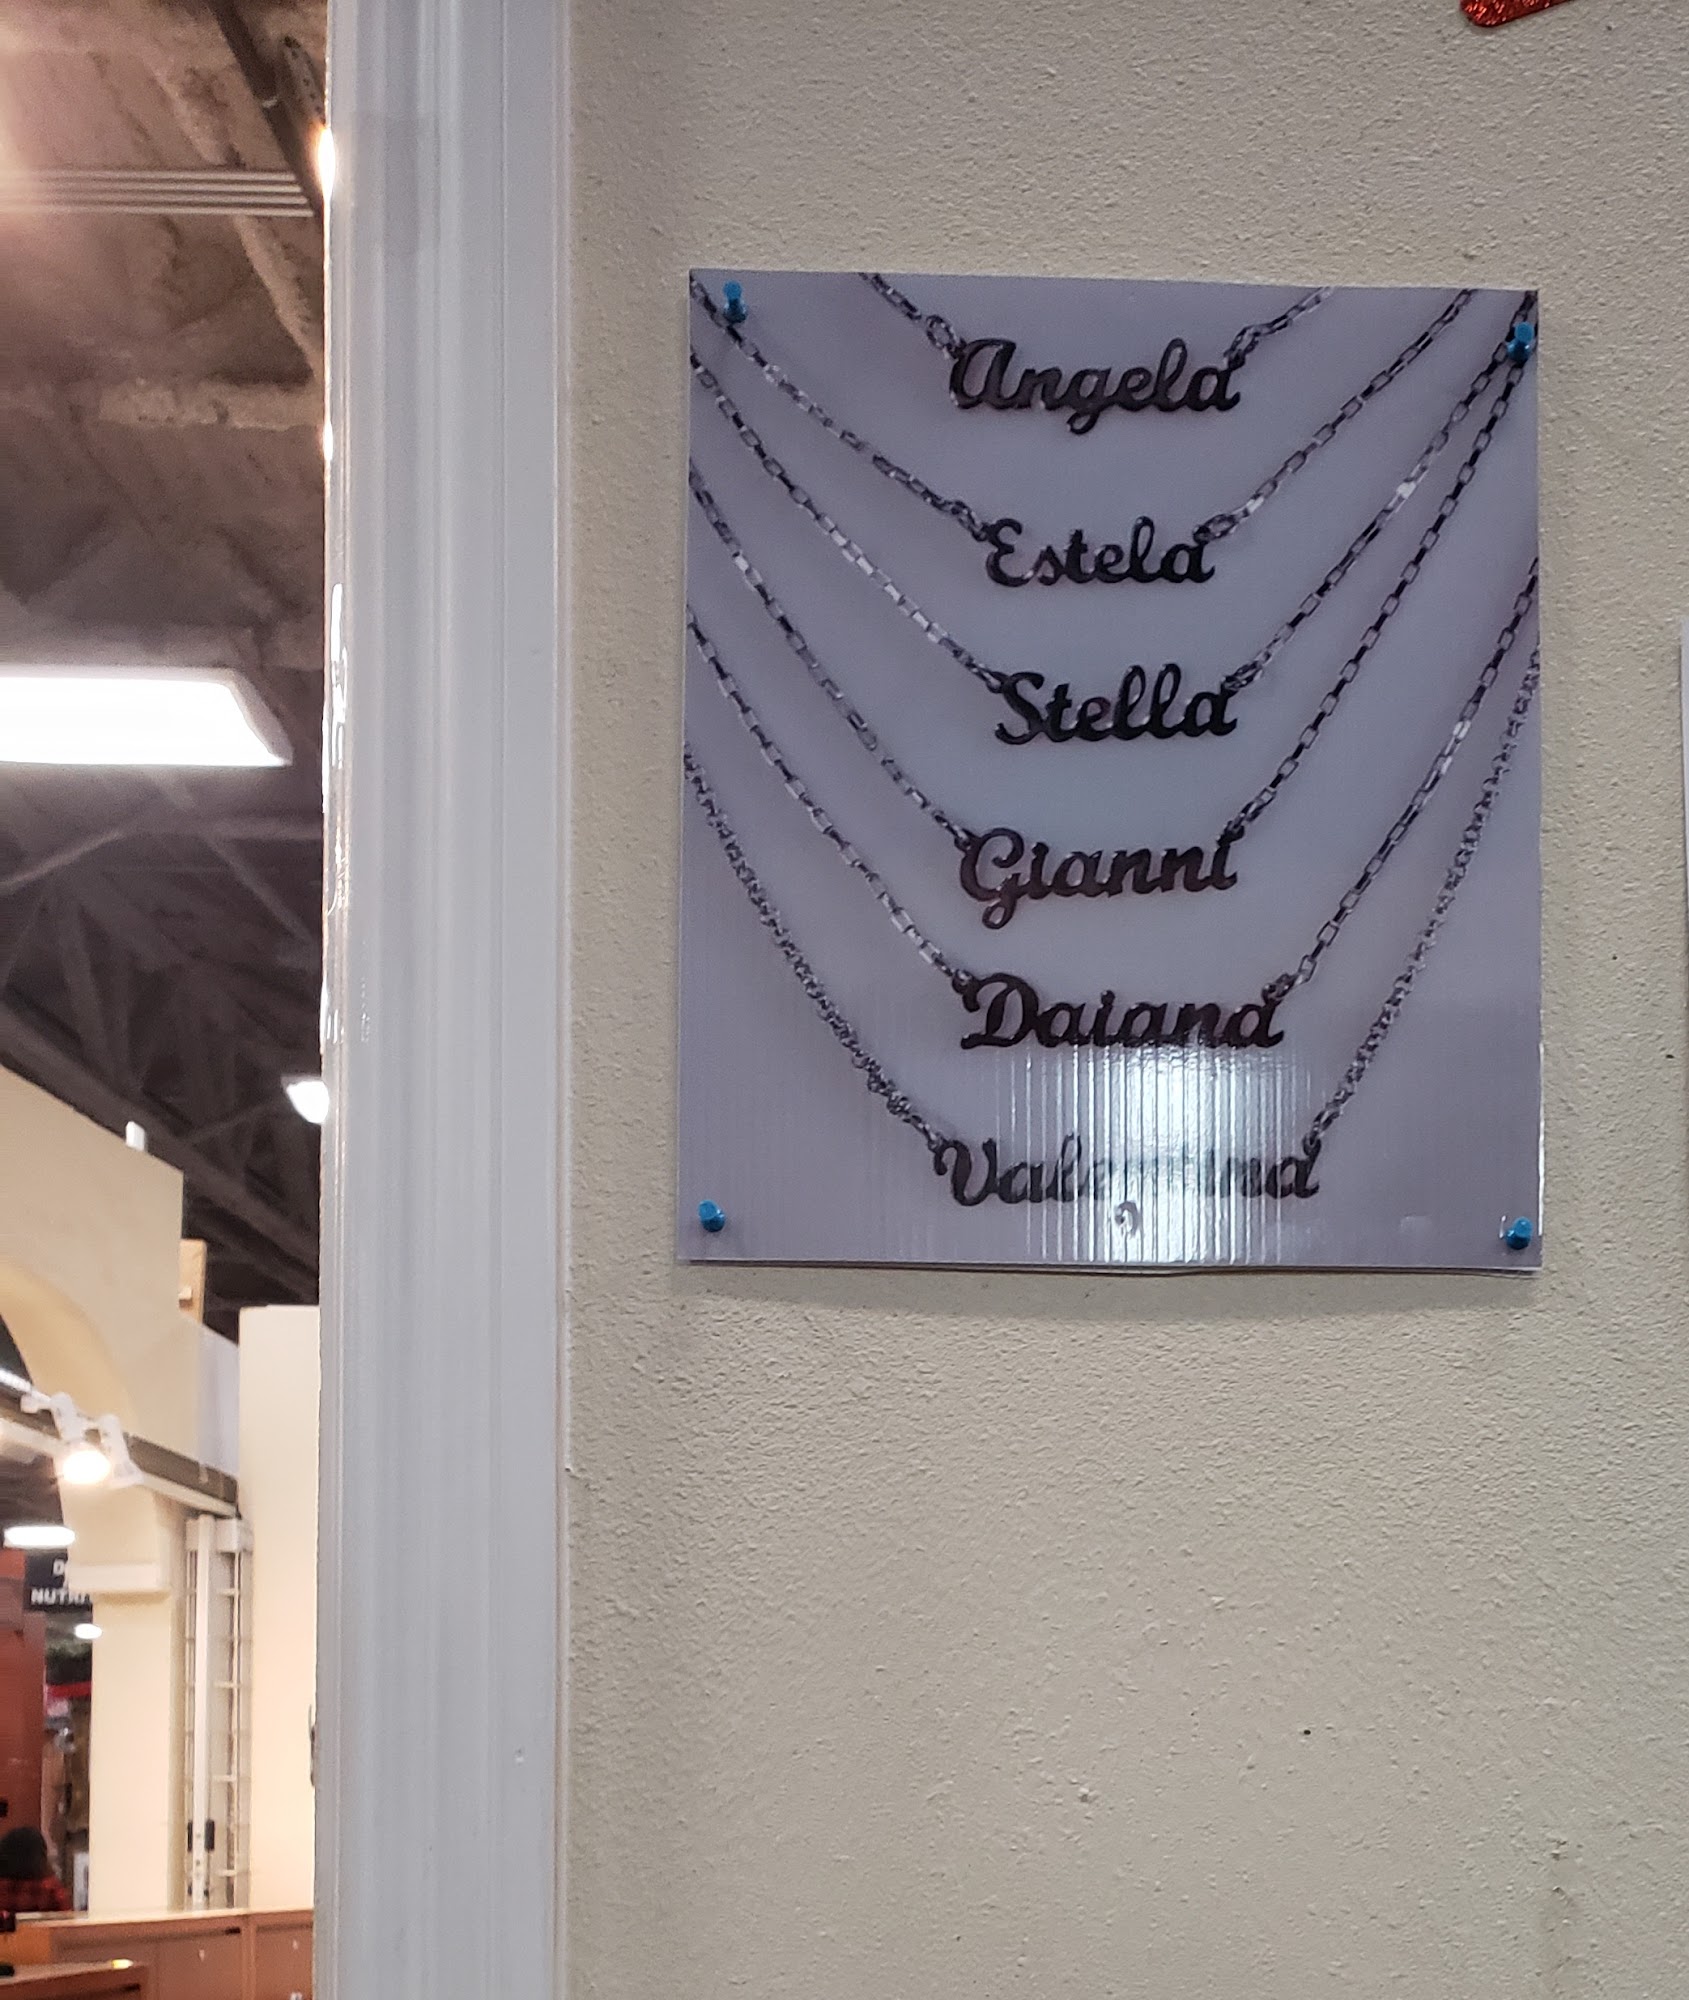 Angela
Estela
Stella
Gianni
Daiana
Valentina